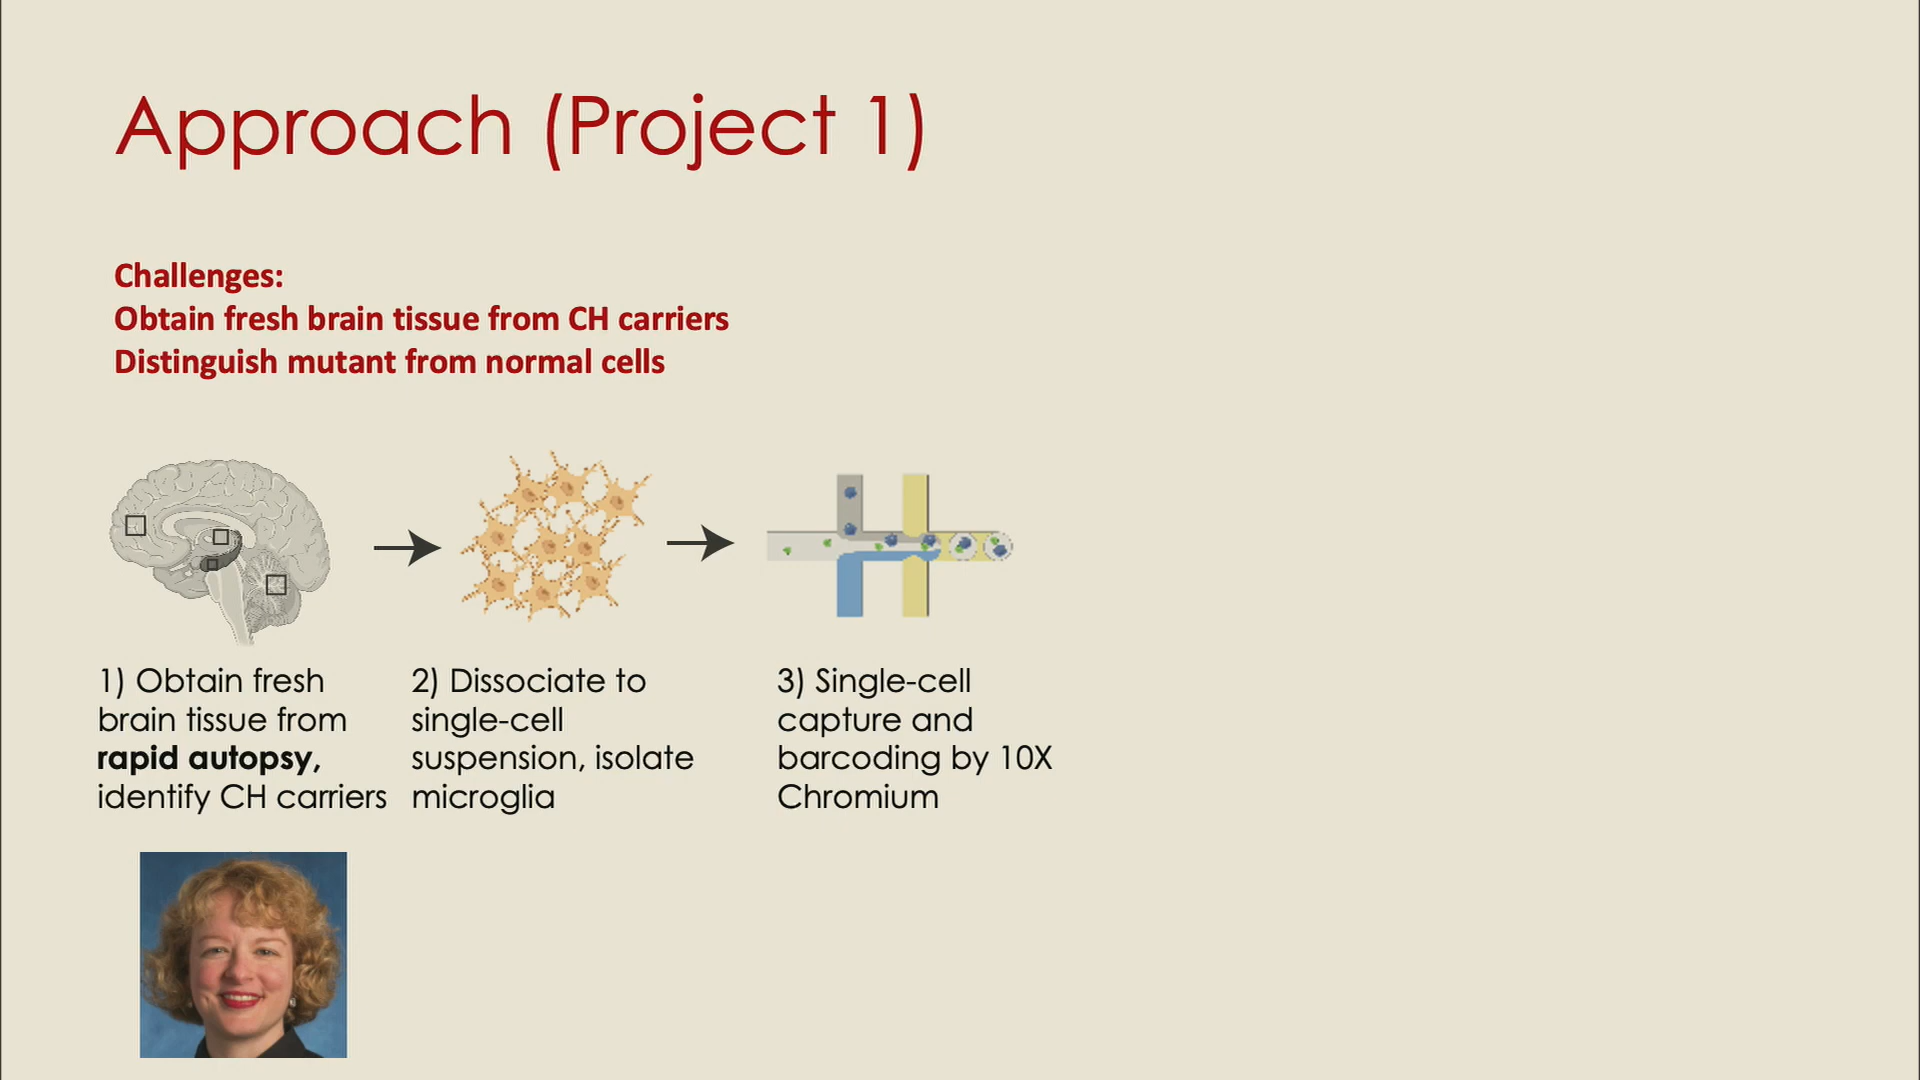 Approach (Project 1)
Challenges:
Obtain fresh brain tissue from CH carriers
Distinguish mutant from normal cells
1) Obtain fresh
brain tissue from
rapid autopsy,
identify CH carriers
2) Dissociate to
single-cell
suspension, isolate
microglia
3) Single-cell
capture and
barcoding by 10X
Chromium